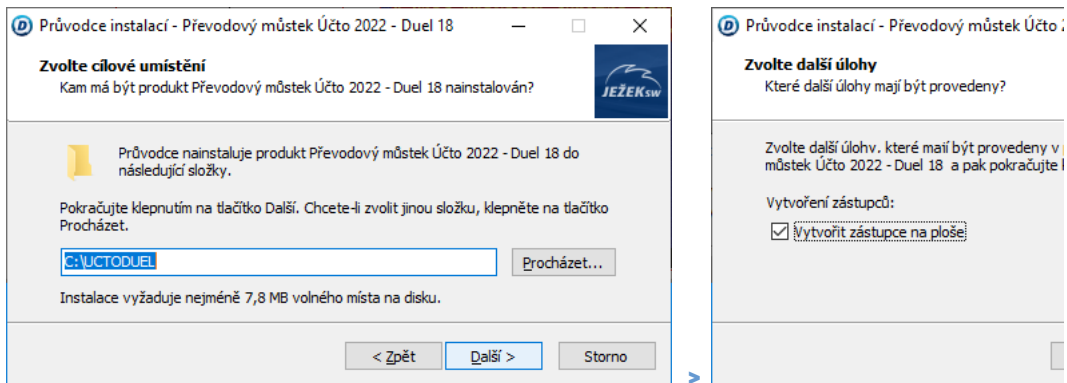 Průvodce instalací - Převodový můstek Účto 2022 - Duel 18
Zvolte cílové umístění
Kam má být produkt Převodový můstek Účto 2022 - Duel 18 nainstalován?
JEŽEKSW
Průvodce nainstaluje produkt Převodový můstek Účto 2022 - Duel 18 do
následující složky.
Pokračujte klepnutím na tlačítko Další. Chcete-li zvolit jinou složku, klepněte na tlačítko
Procházet.
C:\UCTODUEL
Procházet...
Instalace vyžaduje nejméně 7,8 MB volného místa na disku.
< Zpět
Další >
Storno
>
Průvodce instalací - Převodový můstek Účto
Zvolte další úlohy
Které další úlohy mají být provedeny?
Zvolte další úlohy, které mají být provedeny v
můstek Účto 2022 - Duel 18 a pak pokračujte
Vytvoření zástupců:
Vytvořit zástupce na ploše